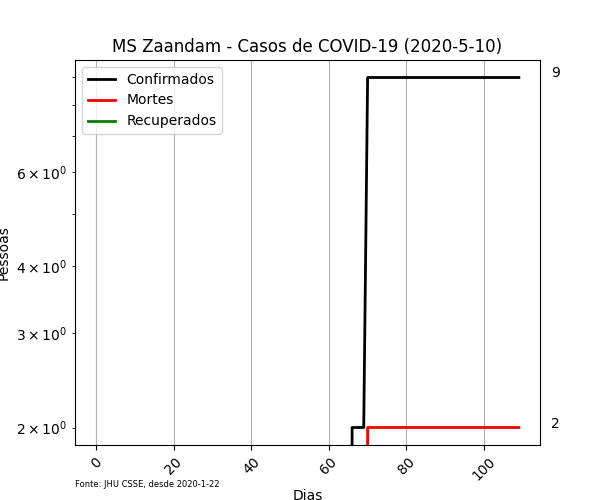 MS Zaandam - Casos de COVID-19 (2020-5-10)
Confirmados
Mortes
Recuperados
9
6 × 10⁰
4 × 10⁰
3 × 10⁰
2 × 10⁰
2
Pessoas
0 20 40 60 80 100
Fonte: JHU CSSE, desde 2020-1-22
Dias